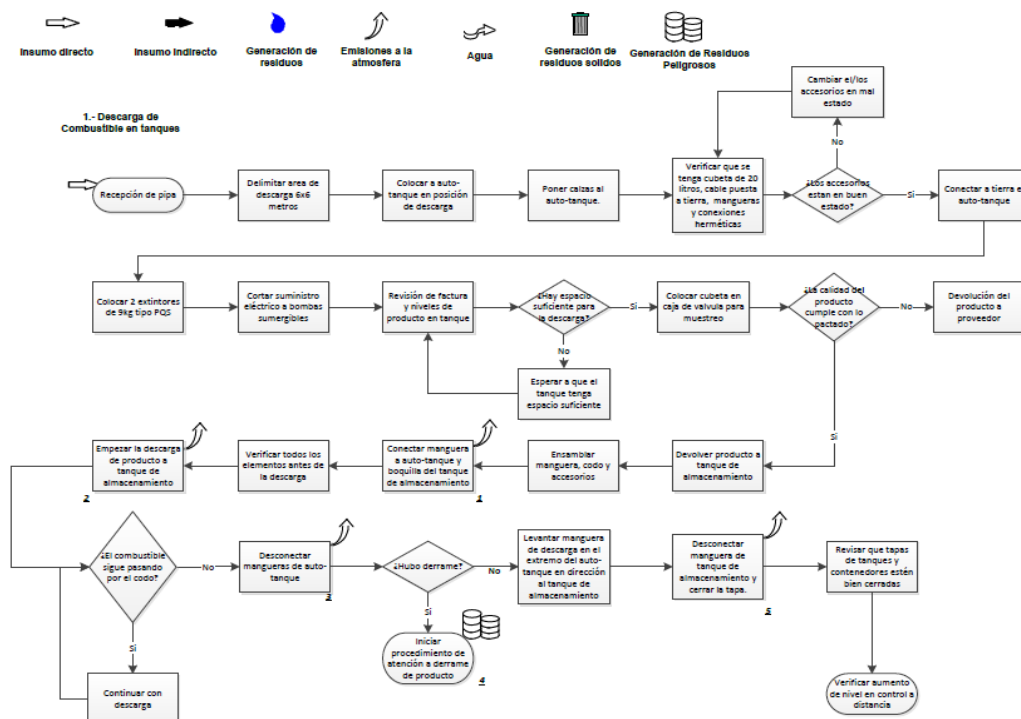 Insumo directo
Insumo Indirecto
Generación de
residuos
Emisiones a la
atmosfera
Agua
Generación de
residuos solidos
Generación de Residuos
Peligrosos
1.- Descarga de
Combustible en tanques
Cambiar el/los
accesorios en mal
estado
No
Recepción de pipa
Delimitar area de
descarga 6x6
metros
Colocar a auto-
tanque en posición
de descarga
Poner calzas al
auto-tanque.
Verificar que se
tenga cubeta de 20
litros, cable puesta
a tierra, mangueras
y conexiones
herméticas
¿Los accesorios
estan en buen
estado?
Si
Conectar a tierra el
auto-tanque
Colocar 2 extintores
de 9kg tipo PQS
Cortar suministro
eléctrico a bombas
sumergibles
Revisión de factura
y niveles de
producto en tanque
¿Hay espacio
suficiente para
la descarga?
Si
Colocar cubeta en
caja de valvula para
muestreo
¿La calidad del
producto
cumple con lo
pactado?
No
Devolución del
producto a
proveedor
No
Esperar a que el
tanque tenga
espacio suficiente
Si
Empezar la descarga
de producto a
tanque de
almacenamiento
2
Verificar todos los
elementos antes de
la descarga
Conectar manguera
a auto-tanque y
boquilla del tanque
de almacenamiento
1
Ensamblar
manguera, codo y
accesorios
Devolver producto a
tanque de
almacenamiento
¿El combustible
sigue pasando
por el codo?
No
Desconectar
mangueras de auto-
tanque
3
¿Hubo derrame?
No
Levantar manguera
de descarga en el
extremo del auto-
tanque en dirección
al tanque de
almacenamiento
Desconectar
manguera de
tanque de
almacenamiento y
cerrar la tapa.
5
Revisar que tapas
de tanques y
contenedores estén
bien cerradas
Si
Continuar con
descarga
Si
Iniciar
procedimiento de
atención a derrame
de producto
4
Verificar aumento
de nivel en control a
distancia